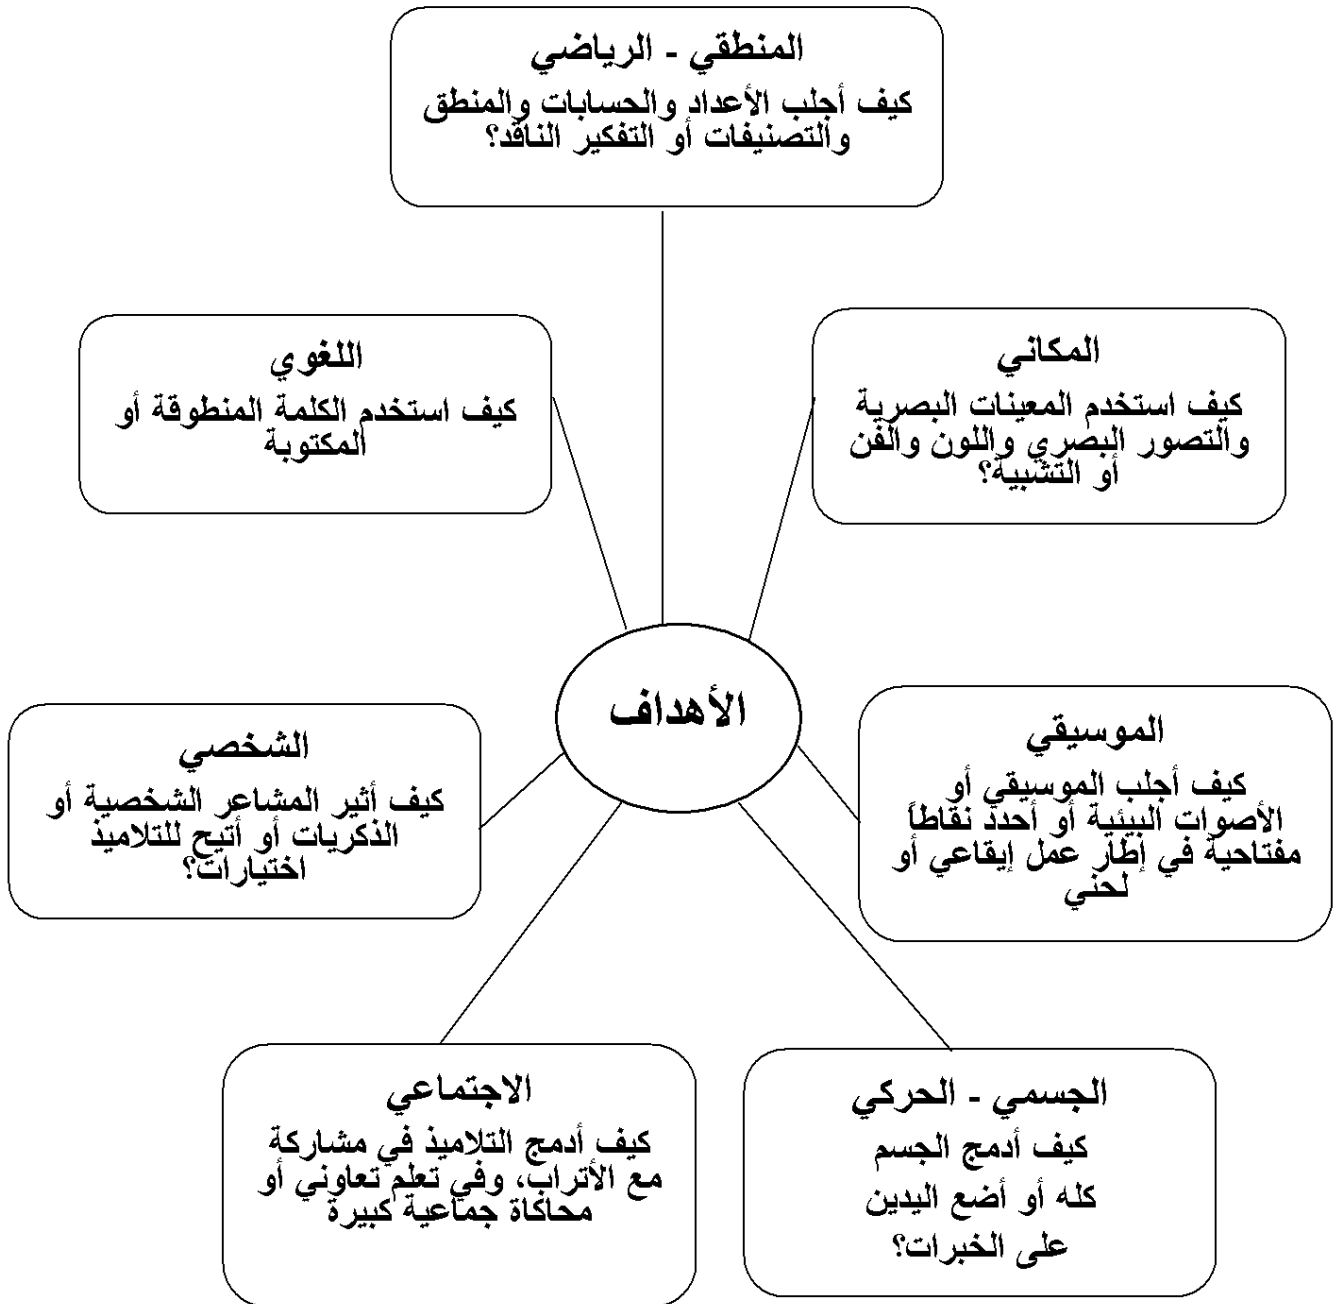 المنطقي - الرياضي
كيف أجلب الأعداد والحسابات والمنطق
والتصنيفات أو التفكير الناقد؟
المكاني
كيف استخدم المعينات البصرية
والتصور البصري واللون والفن
أو التشبية؟
اللغوي
كيف استخدم الكلمة المنطوقة أو
المكتوبة
الأهداف
الموسيقي
كيف أجلب الموسيقي أو
الأصوات البيئية أو أحدد نقاطاً
مفتاحية في إطار عمل إيقاعي أو
لحني
الشخصي
كيف أثير المشاعر الشخصية أو
الذكريات أو أتيح للتلاميذ
اختيارات؟
الجسمي - الحركي
كيف أدمج الجسم
كله أو أضع اليدين
على الخبرات؟
الاجتماعي
كيف أدمج التلاميذ في مشاركة
مع الأتراب، وفي تعلم تعاوني أو
محاكاة جماعية كبيرة